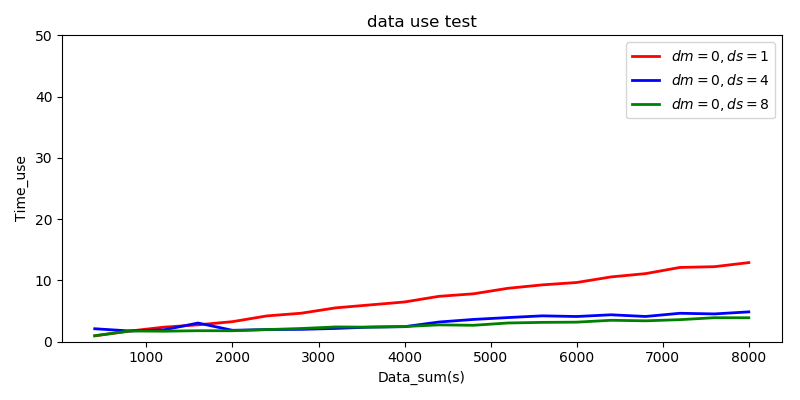 data use test
50
40
30
20
10
0
Time_use
dm = 0, ds = 1
dm = 0, ds = 4
dm = 0, ds = 8
1000 2000 3000 4000 5000 6000 7000 8000
Data_sum(s)